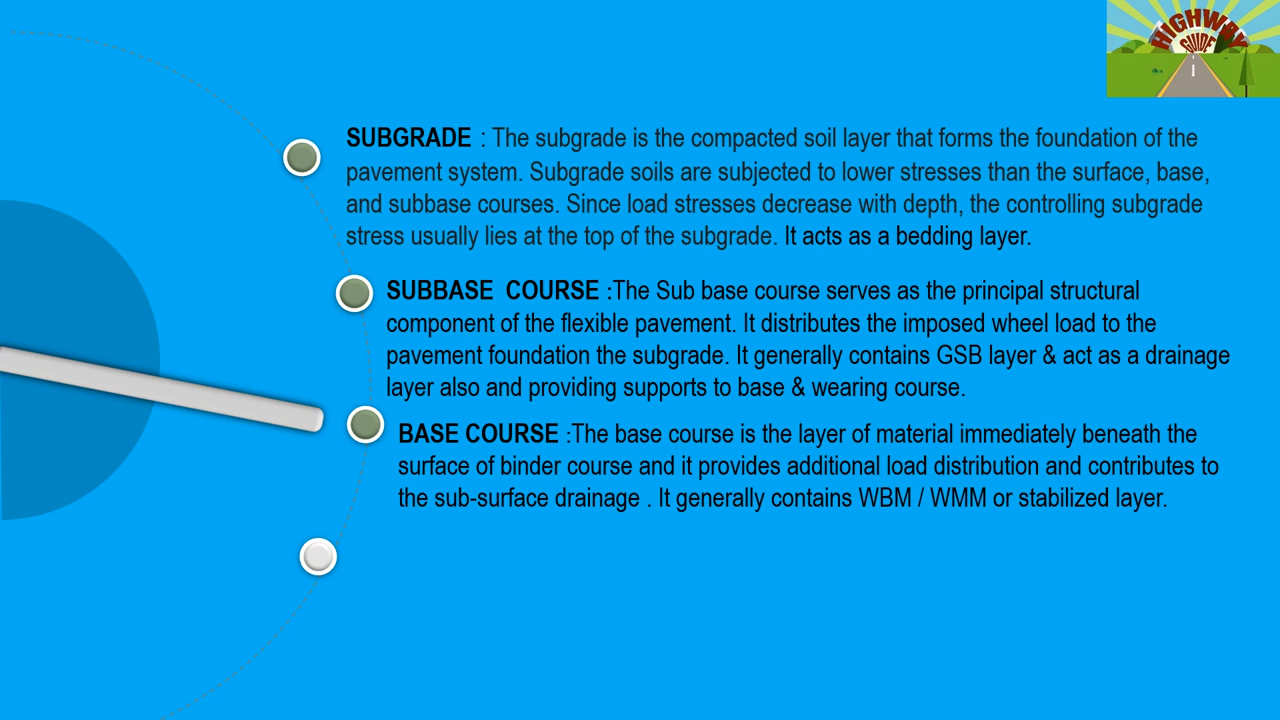 HIGHWAY
GUIDE
SUBGRADE : The subgrade is the compacted soil layer that forms the foundation of the
pavement system. Subgrade soils are subjected to lower stresses than the surface, base,
and subbase courses. Since load stresses decrease with depth, the controlling subgrade
stress usually lies at the top of the subgrade. It acts as a bedding layer.
SUBBASE COURSE :The Sub base course serves as the principal structural
component of the flexible pavement. It distributes the imposed wheel load to the
pavement foundation the subgrade. It generally contains GSB layer & act as a drainage
layer also and providing supports to base & wearing course.
BASE COURSE :The base course is the layer of material immediately beneath the
surface of binder course and it provides additional load distribution and contributes to
the sub-surface drainage . It generally contains WBM / WMM or stabilized layer.